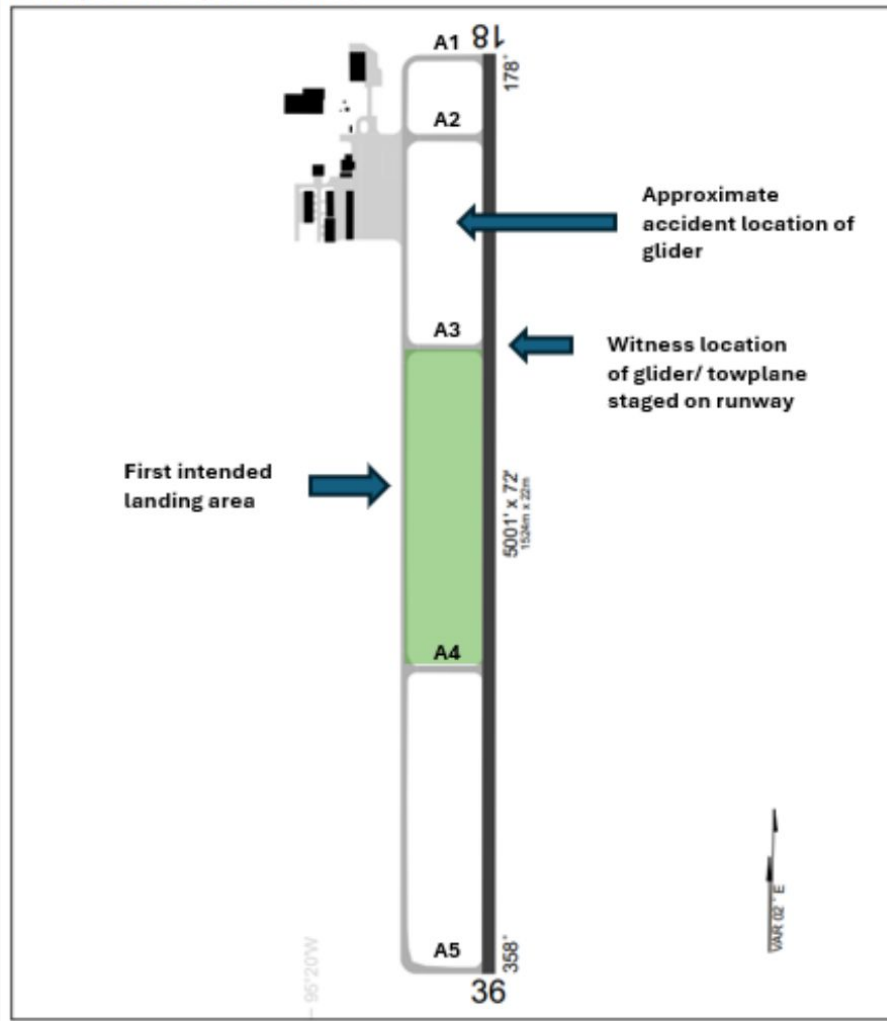 A1
18
178°
A2
Approximate
accident location of
glider
A3
Witness location
of glider/ towplane
staged on runway
First intended
landing area
5001' x 72'
1524m x 22m
A4
VAR 02° E
A5
358°
95°20'W
36